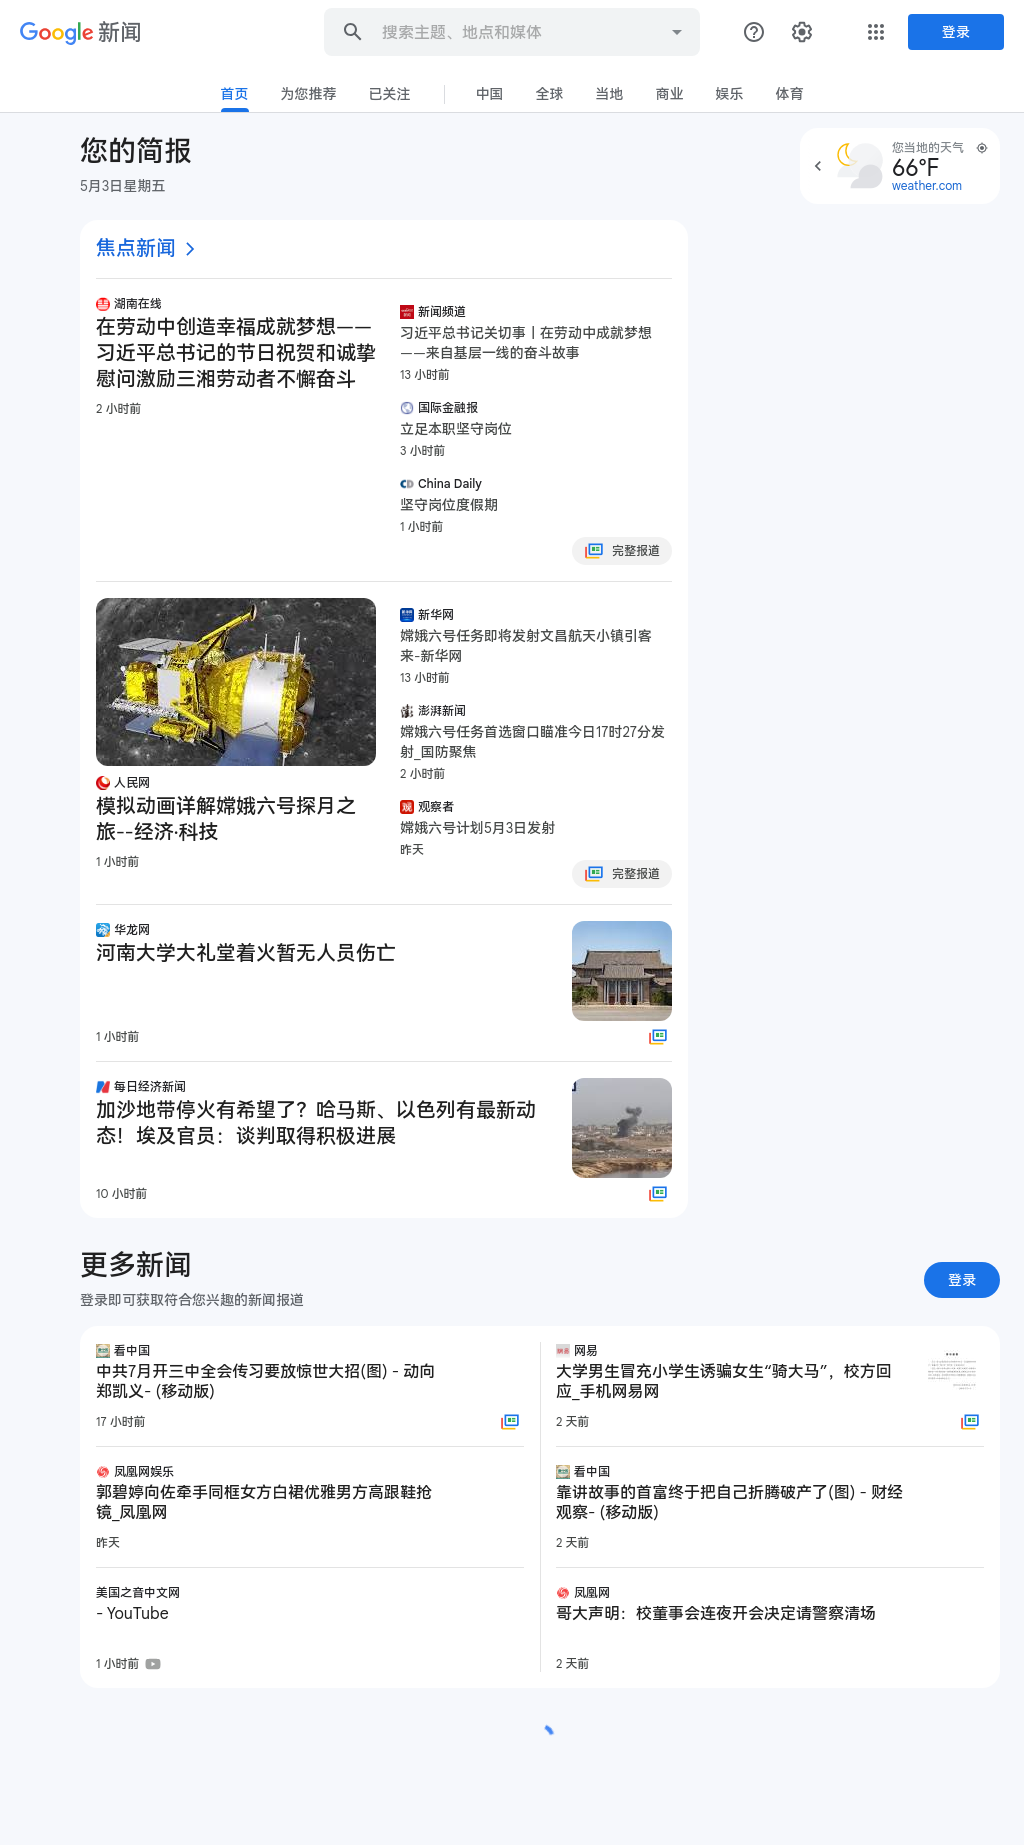 Google 新闻
搜索主题、地点和媒体
登录
首页
为您推荐
已关注
中国
全球
当地
商业
娱乐
体育
您的简报
5月3日星期五
您当地的天气
66°F
weather.com
焦点新闻
湖南在线
在劳动中创造幸福成就梦想——
习近平总书记的节日祝贺和诚挚
慰问激励三湘劳动者不懈奋斗
2 小时前
新闻频道
习近平总书记关切事丨在劳动中成就梦想
——来自基层一线的奋斗故事
13 小时前
国际金融报
立足本职坚守岗位
3 小时前
China Daily
坚守岗位度假期
1 小时前
完整报道
人民网
模拟动画详解嫦娥六号探月之
旅--经济·科技
1 小时前
新华网
嫦娥六号任务即将发射文昌航天小镇引客
来-新华网
13 小时前
澎湃新闻
嫦娥六号任务首选窗口瞄准今日17时27分发
射_国防聚焦
2 小时前
观察者
嫦娥六号计划5月3日发射
昨天
完整报道
华龙网
河南大学大礼堂着火暂无人员伤亡
1 小时前
每日经济新闻
加沙地带停火有希望了？哈马斯、以色列有最新动
态！埃及官员：谈判取得积极进展
10 小时前
更多新闻
登录即可获取符合您兴趣的新闻报道
登录
看中国
中共7月开三中全会传习要放惊世大招(图) - 动向
郑凯义- (移动版)
17 小时前
网易
大学男生冒充小学生诱骗女生“骑大马”，校方回
应_手机网易网
2 天前
凤凰网娱乐
郭碧婷向佐牵手同框女方白裙优雅男方高跟鞋抢
镜_凤凰网
昨天
看中国
靠讲故事的首富终于把自己折腾破产了(图) - 财经
观察- (移动版)
2 天前
美国之音中文网
- YouTube
1 小时前
凤凰网
哥大声明：校董事会连夜开会决定请警察清场
2 天前